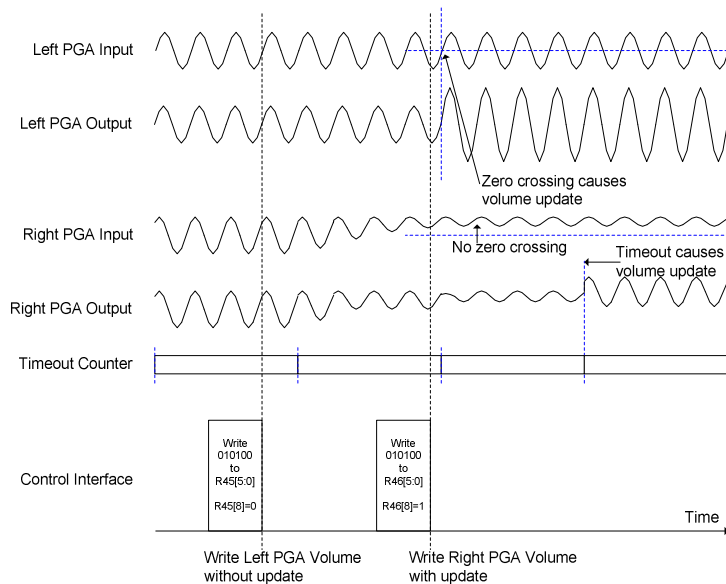 Left PGA Input
Left PGA Output
Zero crossing causes
volume update
Right PGA Input
No zero crossing
Timeout causes
volume update
Right PGA Output
Timeout Counter
Control Interface
Write
010100
to
R45[5:0]
R45[8]=0
Write
010100
to
R46[5:0]
R46[8]=1
Time
Write Left PGA Volume
without update
Write Right PGA Volume
with update